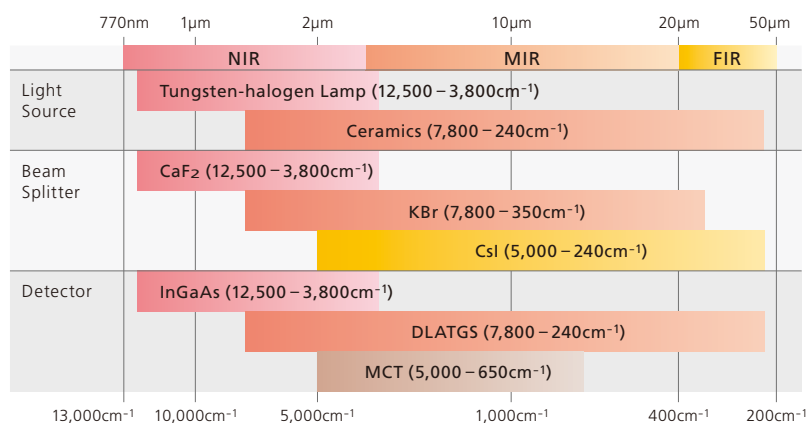 770nm 1μm 2μm 10μm 20μm 50μm
NIR MIR FIR
Light
Source
Tungsten-halogen Lamp (12,500 – 3,800cm⁻¹)
Ceramics (7,800 – 240cm⁻¹)
Beam
Splitter
CaF₂ (12,500 – 3,800cm⁻¹)
KBr (7,800 – 350cm⁻¹)
CsI (5,000 – 240cm⁻¹)
Detector
InGaAs (12,500 – 3,800cm⁻¹)
DLATGS (7,800 – 240cm⁻¹)
MCT (5,000 – 650cm⁻¹)
13,000cm⁻¹ 10,000cm⁻¹ 5,000cm⁻¹ 1,000cm⁻¹ 400cm⁻¹ 200cm⁻¹